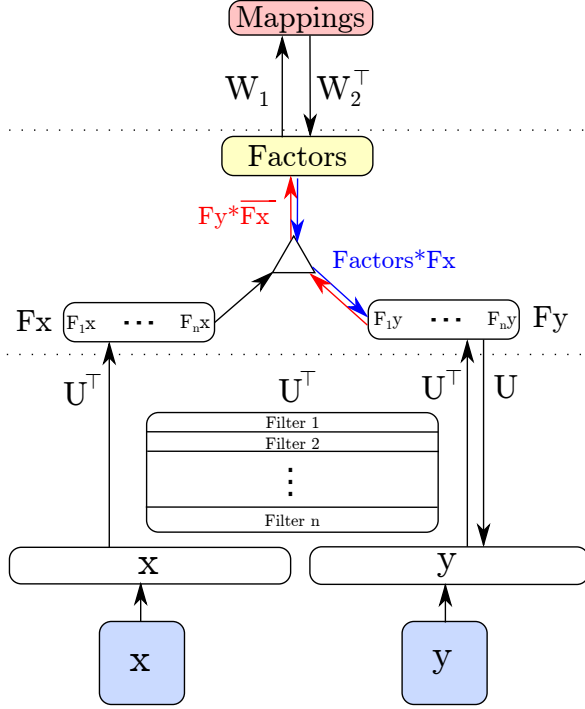 Mappings
W₁
W₂⊤
Factors
Fy*F̅x̅
Factors*Fx
Fx
F₁x ... Fₙx
F₁y ... Fₙy
Fy
U⊤
U⊤
U⊤
U
Filter 1
Filter 2
⋮
Filter n
x
y
x
y